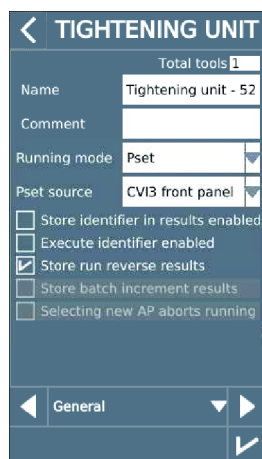 TIGHTENING UNIT
Total tools 1
Name Tightening unit - 52
Comment
Running mode Pset
Pset source CVI3 front panel
Store identifier in results enabled
Execute identifier enabled
Store run reverse results
Store batch increment results
Selecting new AP aborts running
General